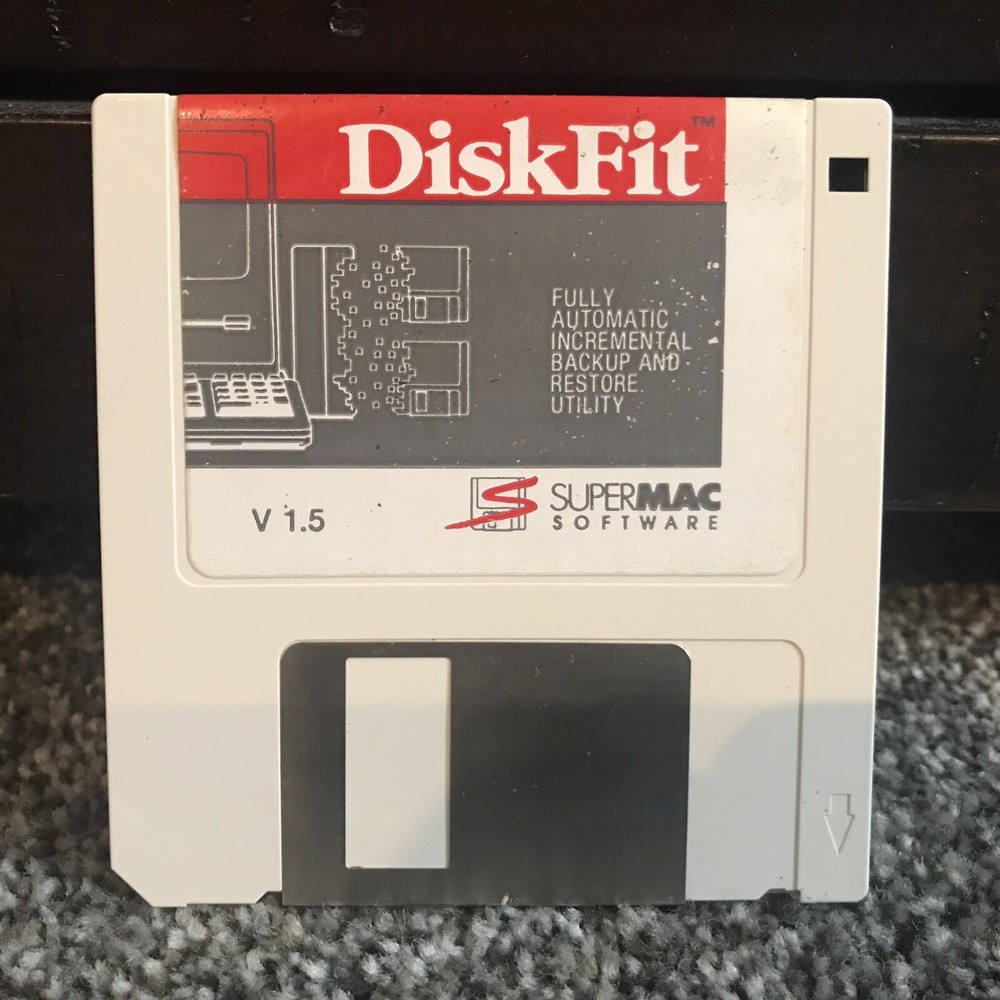 DiskFit™
FULLY
AUTOMATIC
INCREMENTAL
BACKUP AND
RESTORE
UTILITY
V 1.5
SUPERMAC
SOFTWARE